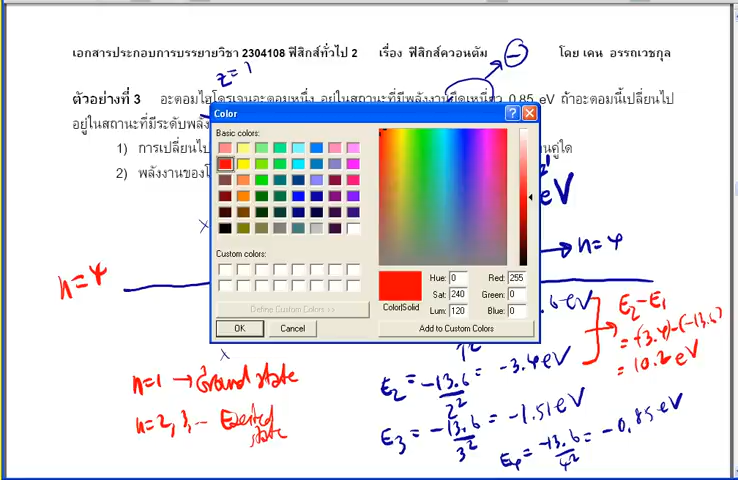 เอกสารประกอบการบรรยายวิชา 2304108 ฟิสิกส์ทั่วไป 2 เรื่อง ฟิสิกส์ควอนตัม โดย เคน อรรณเวชกุล
z=1
ตัวอย่างที่ 3 อะตอมไฮโดรเจนอะตอมหนึ่ง อยู่ในสถานะที่มีพลังงานยึดเหนี่ยว 0.85 eV ถ้าอะตอมนี้เปลี่ยนไป
อยู่ในสถานะที่มีระดับพลัง
Color
Basic colors:
1) การเปลี่ยนไป
2) พลังงานของ
eV
n=4
Custom colors:
n=4
Define Custom Colors >>
Color|Solid
Hue: 0 Red: 255
Sat: 240 Green: 0
Lum: 120 Blue: 0
OK Cancel Add to Custom Colors
.6 eV
E2-E1
=(-3.4)-(-13.6)
=10.2 eV
n=1 → Ground state
n=2, 3, -- Excited state
E2 = -13.6/2² = -3.4 eV
E3 = -13.6/3² = -1.51 eV
E4 = -13.6/4² = -0.85 eV